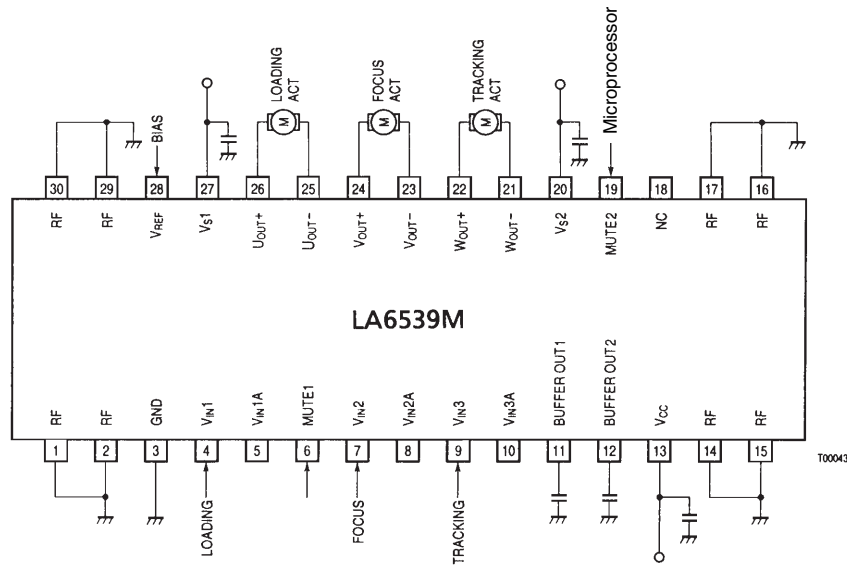 LOADING ACT
FOCUS ACT
TRACKING ACT
Microprocessor
BIAS
M
M
M
30 29 28 27 26 25 24 23 22 21 20 19 18 17 16
RF
RF
VREF
VS1
UOUT+
UOUT−
VOUT+
VOUT−
WOUT+
WOUT−
VS2
MUTE2
NC
RF
RF
LA6539M
RF
RF
GND
VIN1
VIN1A
MUTE1
VIN2
VIN2A
VIN3
VIN3A
BUFFER OUT1
BUFFER OUT2
VCC
RF
RF
1 2 3 4 5 6 7 8 9 10 11 12 13 14 15
T00043
LOADING
FOCUS
TRACKING